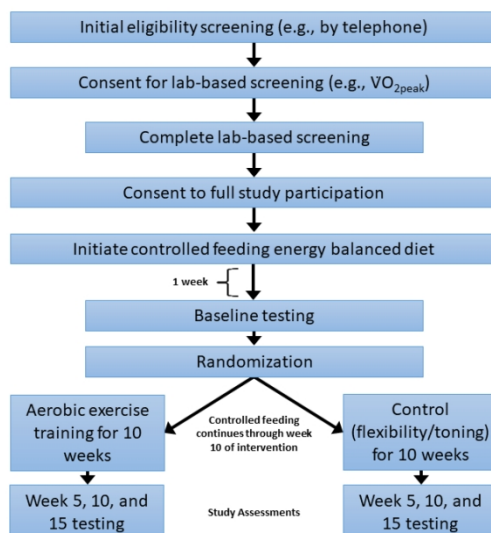 Initial eligibility screening (e.g., by telephone)
Consent for lab-based screening (e.g., VO2peak)
Complete lab-based screening
Consent to full study participation
Initiate controlled feeding energy balanced diet
1 week
Baseline testing
Randomization
Aerobic exercise
training for 10
weeks
Controlled feeding
continues through week
10 of intervention
Control
(flexibility/toning)
for 10 weeks
Week 5, 10, and
15 testing
Study Assessments
Week 5, 10, and
15 testing